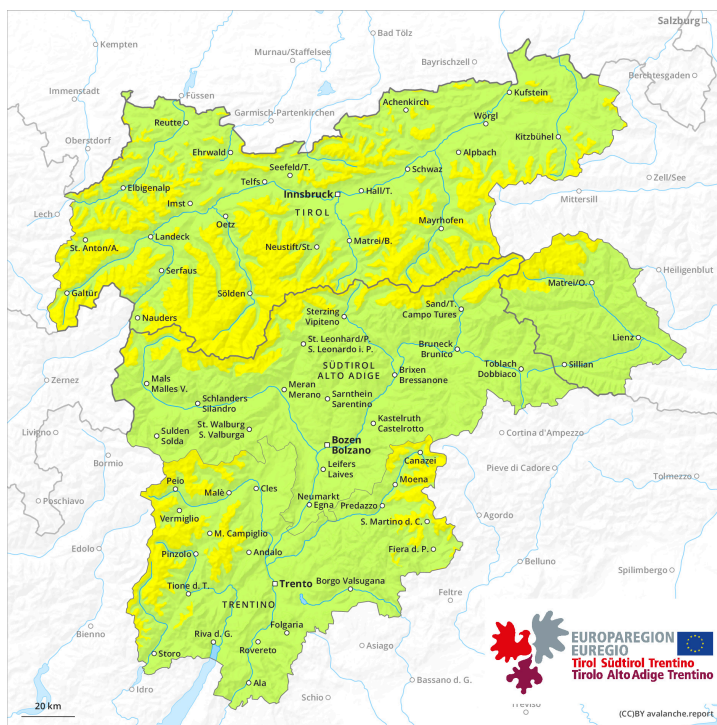 Salzburg
Bad Tölz
Kempten
Murnau/Staffelsee
Bayrischzell
Berchtesgaden
Immenstadt
Füssen
Kufstein
Achenkirch
Garmisch-Partenkirchen
Wörgl
Reutte
Kitzbühel
Oberstdorf
Ehrwald
Alpbach
Seefeld/T.
Schwaz
Zell/See
Telfs
Elbigenalp
Innsbruck
Hall/T.
Mittersill
Imst
TIROL
Lech
Oetz
Mayrhofen
Landeck
St. Anton/A.
Neustift/St.
Matrei/B.
Serfaus
Heiligenblut
Matrei/O.
Galtür
Sölden
Sand/T.
Campo Tures
Nauders
Sterzing
Vipiteno
Lienz
St. Leonhard/P.
S. Leonardo i. P.
Bruneck
Brunico
Toblach
Dobbiaco
Sillian
SÜDTIROL
ALTO ADIGE
Brixen
Bressanone
Zernez
Mals
Malles V.
Meran
Merano
Schlanders
Silandro
Sarnthein
Sarentino
Kastelruth
Castelrotto
St. Walburg
S. Valburga
Livigno
Sulden
Solda
Cortina d'Ampezzo
Bozen
Bolzano
Bormio
Canazei
Leifers
Laives
Pieve di Cadore
Tolmezzo
Peio
Moena
Poschiavo
Malè
Cles
Neumarkt
Egna
Predazzo
Agordo
Vermiglio
S. Martino d. C.
M. Campiglio
Edolo
Fiera d. P.
Pinzolo
Andalo
Belluno
Spilimbergo
Tione d. T.
Trento
Borgo Valsugana
Feltre
TRENTINO
Folgaria
Bienno
Riva d. G.
Rovereto
Storo
Asiago
Ala
Bassano d. G.
Idro
Schio
Treviso
EUROPAREGION
EUREGIO
Tirol Südtirol Trentino
Tirolo Alto Adige Trentino
20 km
(CC)BY avalanche.report